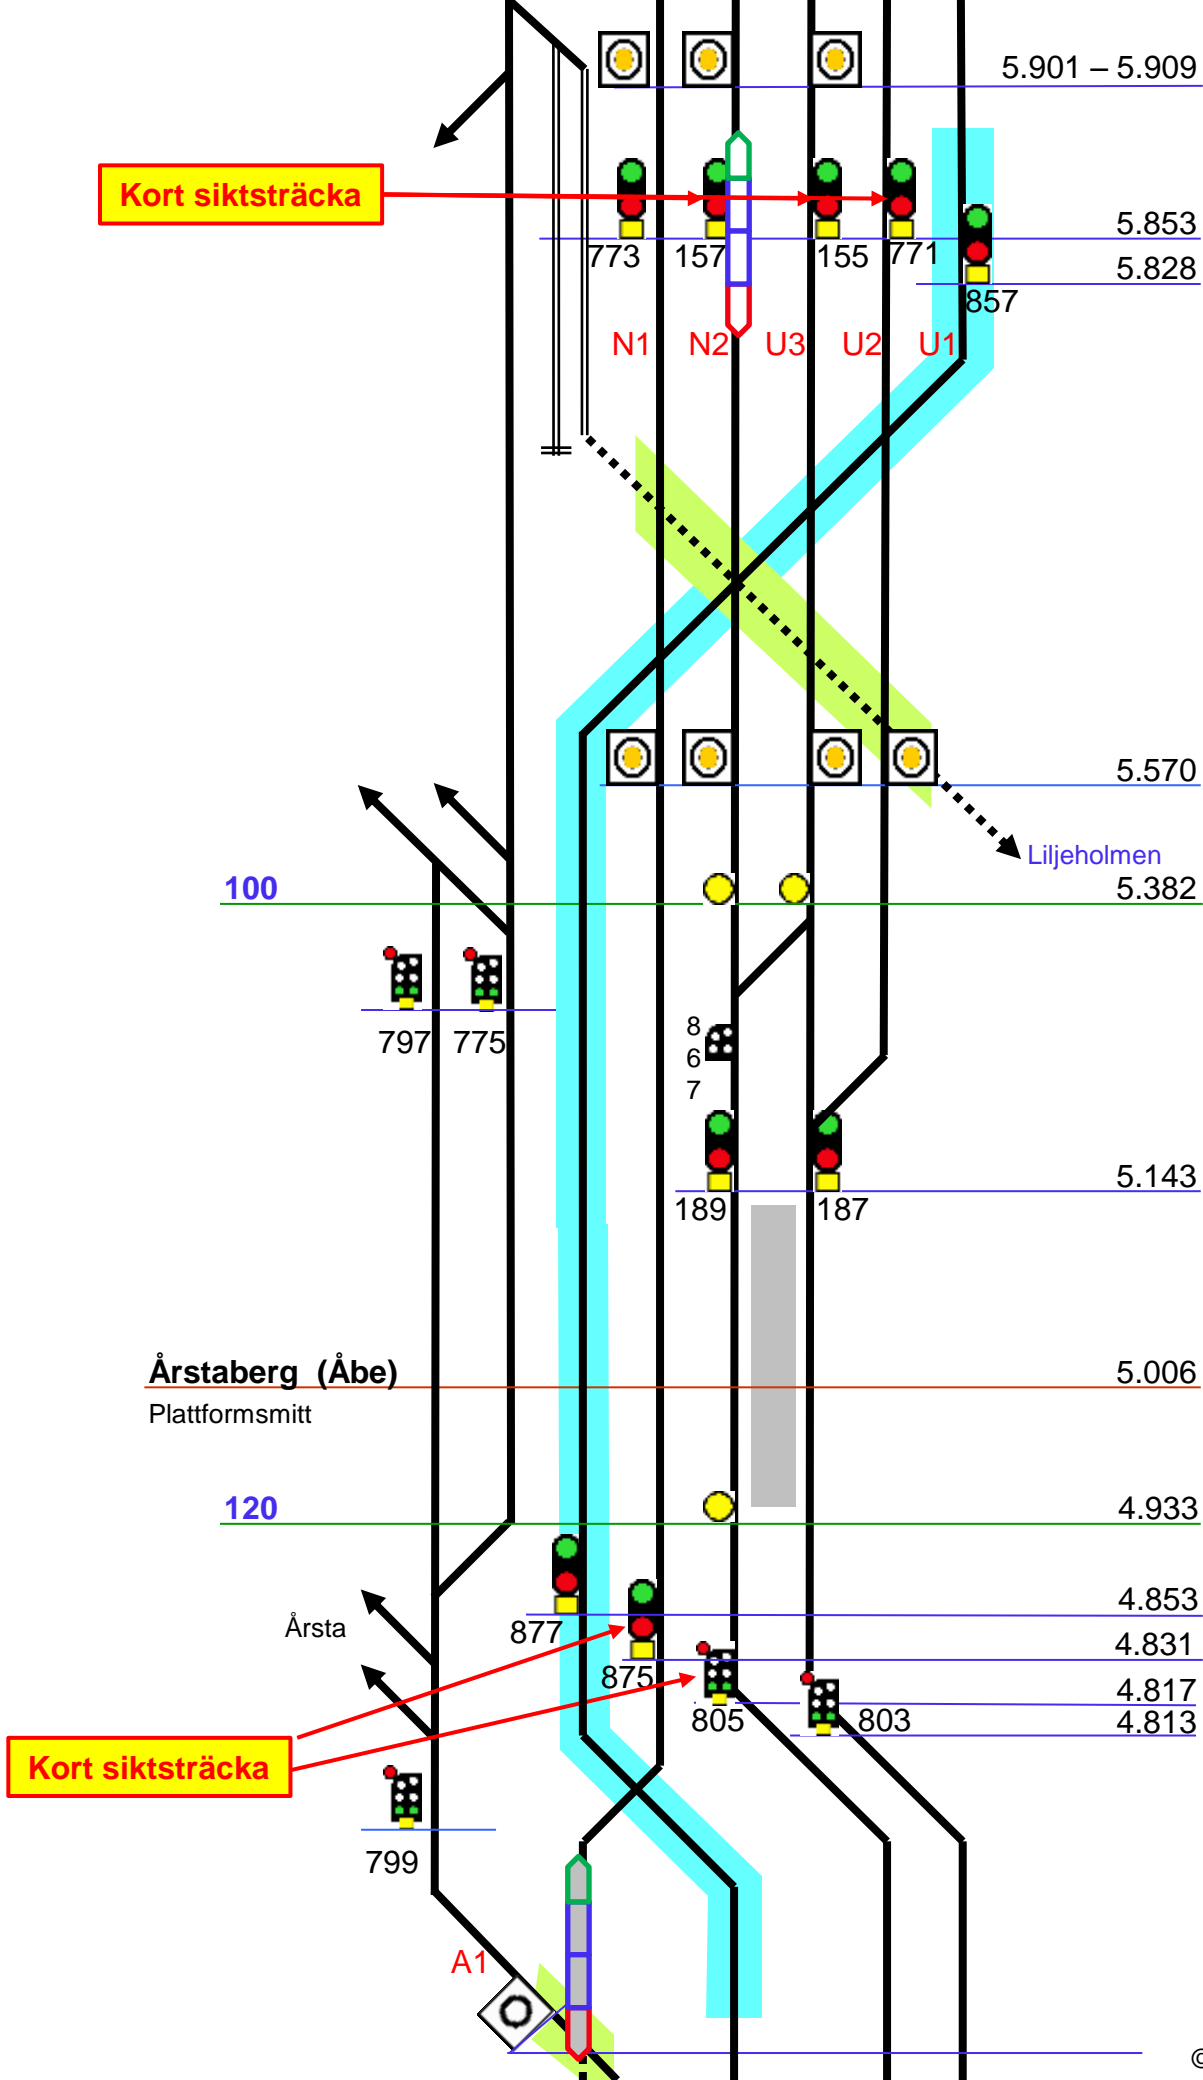 5.901 – 5.909
Kort siktsträcka
5.853
773 157 155 771
5.828
857
N1 N2 U3 U2 U1
5.570
Liljeholmen
100 5.382
797 775
8
6
7
5.143
189 187
Årstaberg (Åbe) 5.006
Plattformsmitt
120 4.933
4.853
Årsta 877
4.831
875
4.817
805 803 4.813
Kort siktsträcka
799
A1
©